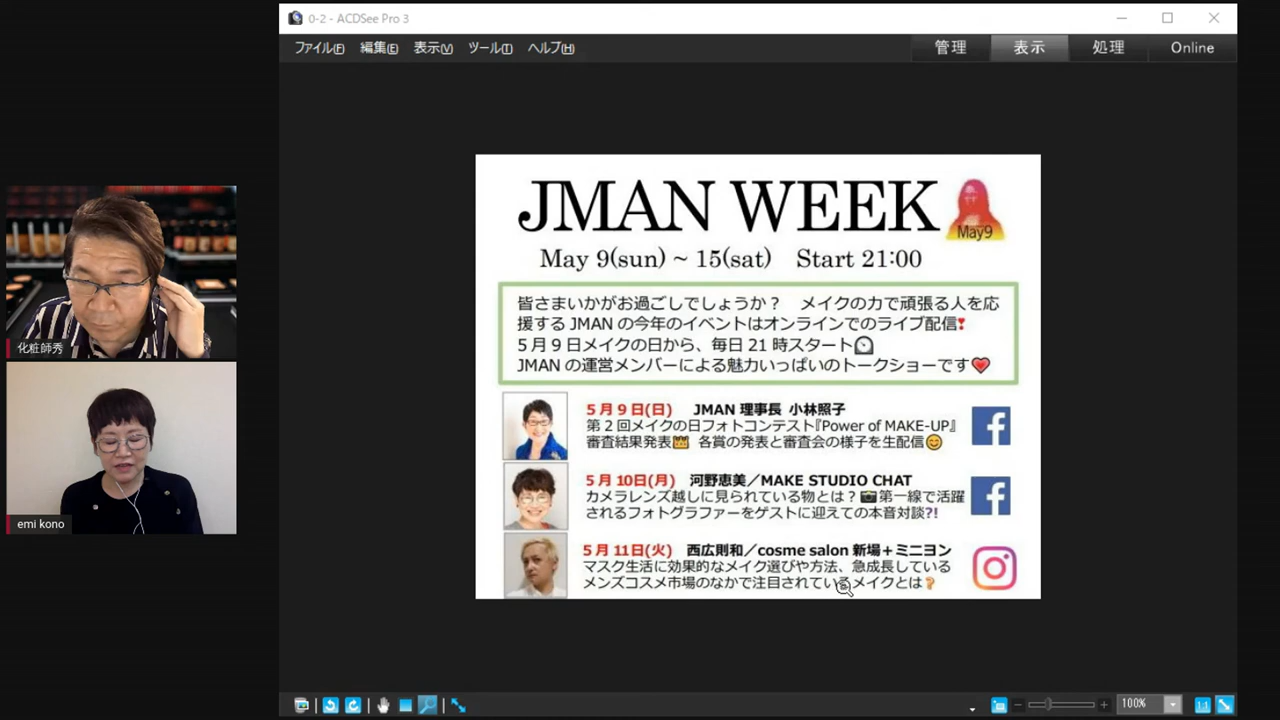 0-2 - ACDSee Pro 3
ファイル(F) 編集(E) 表示(V) ツール(T) ヘルプ(H)
管理 表示 処理 Online
JMAN WEEK
May9
May 9(sun) ~ 15(sat) Start 21:00
皆さまいかがお過ごしでしょうか？ メイクの力で頑張る人を応
援する JMAN の今年のイベントはオンラインでのライブ配信❣
5月9日メイクの日から、毎日 21 時スタート
JMAN の運営メンバーによる魅力いっぱいのトークショーです
5月9日(日) JMAN 理事長 小林照子
第2回メイクの日フォトコンテスト『Power of MAKE-UP』
審査結果発表 各賞の発表と審査会の様子を生配信
5月10日(月) 河野恵美／MAKE STUDIO CHAT
カメラレンズ越しに見られている物とは？第一線で活躍
されるフォトグラファーをゲストに迎えての本音対談?!
5月11日(火) 西広則和／cosme salon 新場＋ミニヨン
マスク生活に効果的なメイク選びや方法、急成長している
メンズコスメ市場のなかで注目されているメイクとは?
化粧師秀
emi kono
100%
1:1